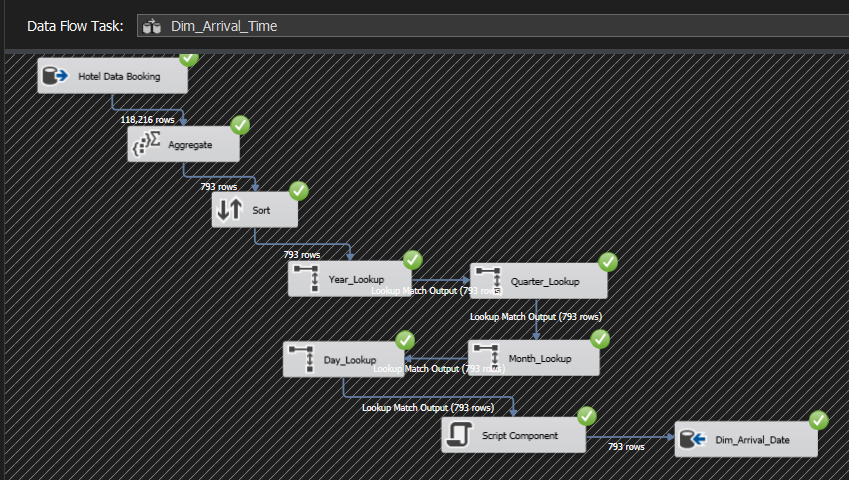 Data Flow Task: Dim_Arrival_Time
Hotel Data Booking
118,216 rows
Aggregate
793 rows
Sort
793 rows
Year_Lookup
Lookup Match Output (793 rows)
Quarter_Lookup
Lookup Match Output (793 rows)
Month_Lookup
Lookup Match Output (793 rows)
Day_Lookup
Lookup Match Output (793 rows)
Script Component
793 rows
Dim_Arrival_Date